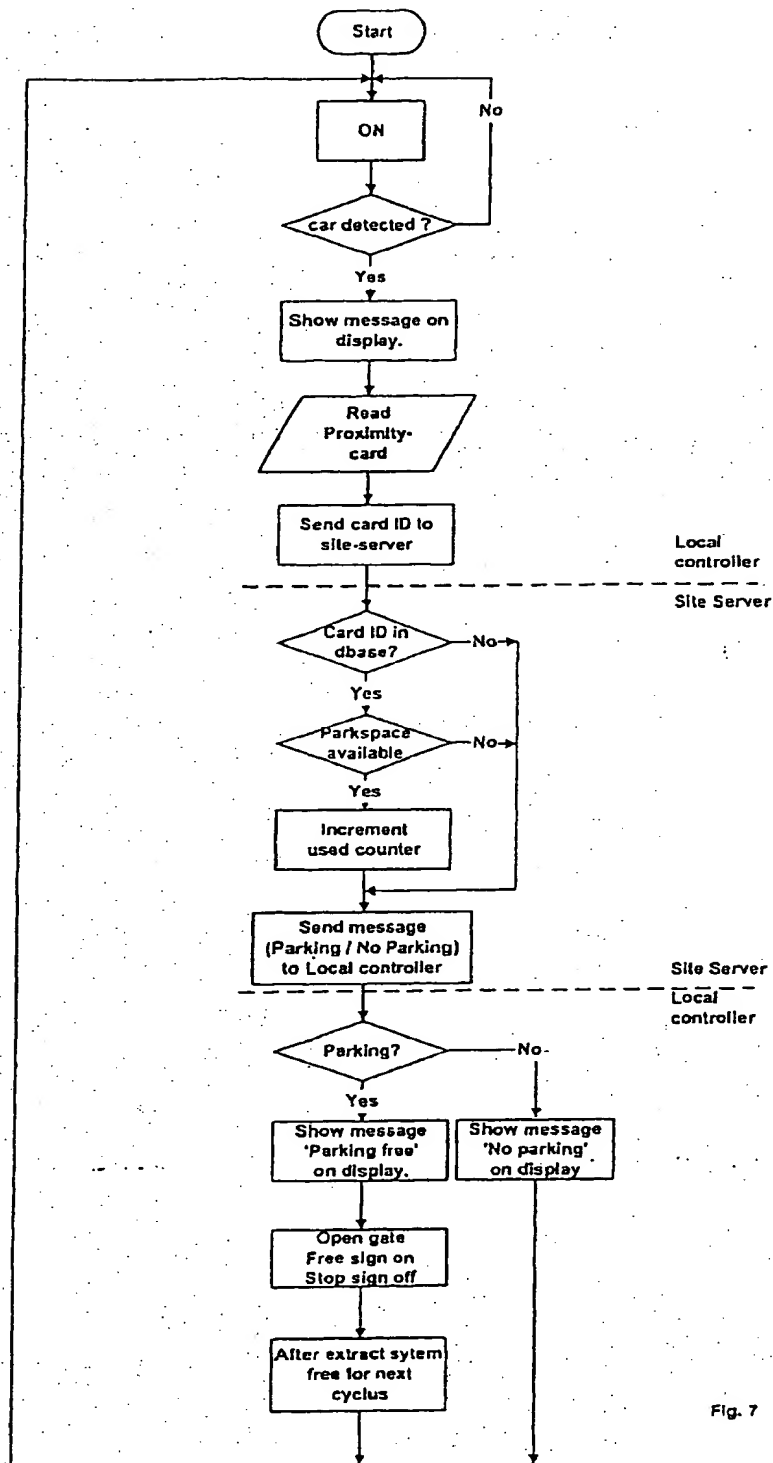 Start
No
ON
car detected ?
Yes
Show message on
display.
Read
Proximity-
card
Send card ID to
site-server
Local
controller
Site Server
Card ID in
dbase?
No
Yes
Parkspace
available
No
Yes
Increment
used counter
Send message
(Parking / No Parking)
to Local controller
Site Server
Local
controller
Parking?
No
Yes
Show message
'Parking free'
on display.
Show message
'No parking'
on display
Open gate
Free sign on
Stop sign off
After extract sytem
free for next
cyclus
Fig. 7